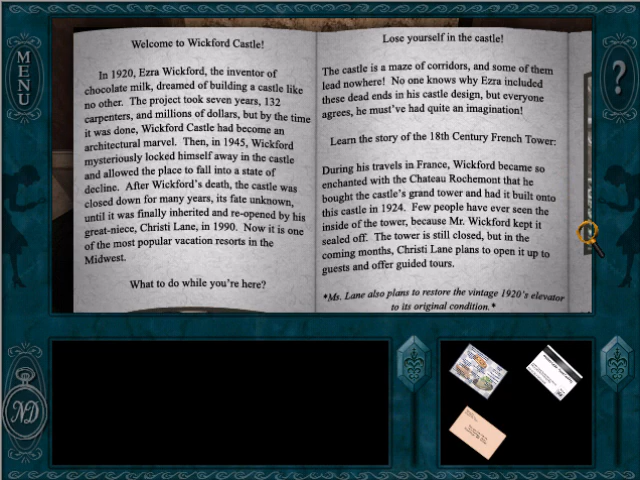 MENU
?
Welcome to Wickford Castle!
In 1920, Ezra Wickford, the inventor of
chocolate milk, dreamed of building a castle like
no other. The project took seven years, 132
carpenters, and millions of dollars, but by the time
it was done, Wickford Castle had become an
architectural marvel. Then, in 1945, Wickford
mysteriously locked himself away in the castle
and allowed the place to fall into a state of
decline. After Wickford's death, the castle was
closed down for many years, its fate unknown,
until it was finally inherited and re-opened by his
great-niece, Christi Lane, in 1990. Now it is one
of the most popular vacation resorts in the
Midwest.
What to do while you're here?
Lose yourself in the castle!
The castle is a maze of corridors, and some of them
lead nowhere! No one knows why Ezra included
these dead ends in his castle design, but everyone
agrees, he must've had quite an imagination!
Learn the story of the 18th Century French Tower:
During his travels in France, Wickford became so
enchanted with the Chateau Rochemont that he
bought the castle's grand tower and had it built onto
this castle in 1924. Few people have ever seen the
inside of the tower, because Mr. Wickford kept it
sealed off. The tower is still closed, but in the
coming months, Christi Lane plans to open it up to
guests and offer guided tours.
*Ms. Lane also plans to restore the vintage 1920's elevator
to its original condition.*
ND